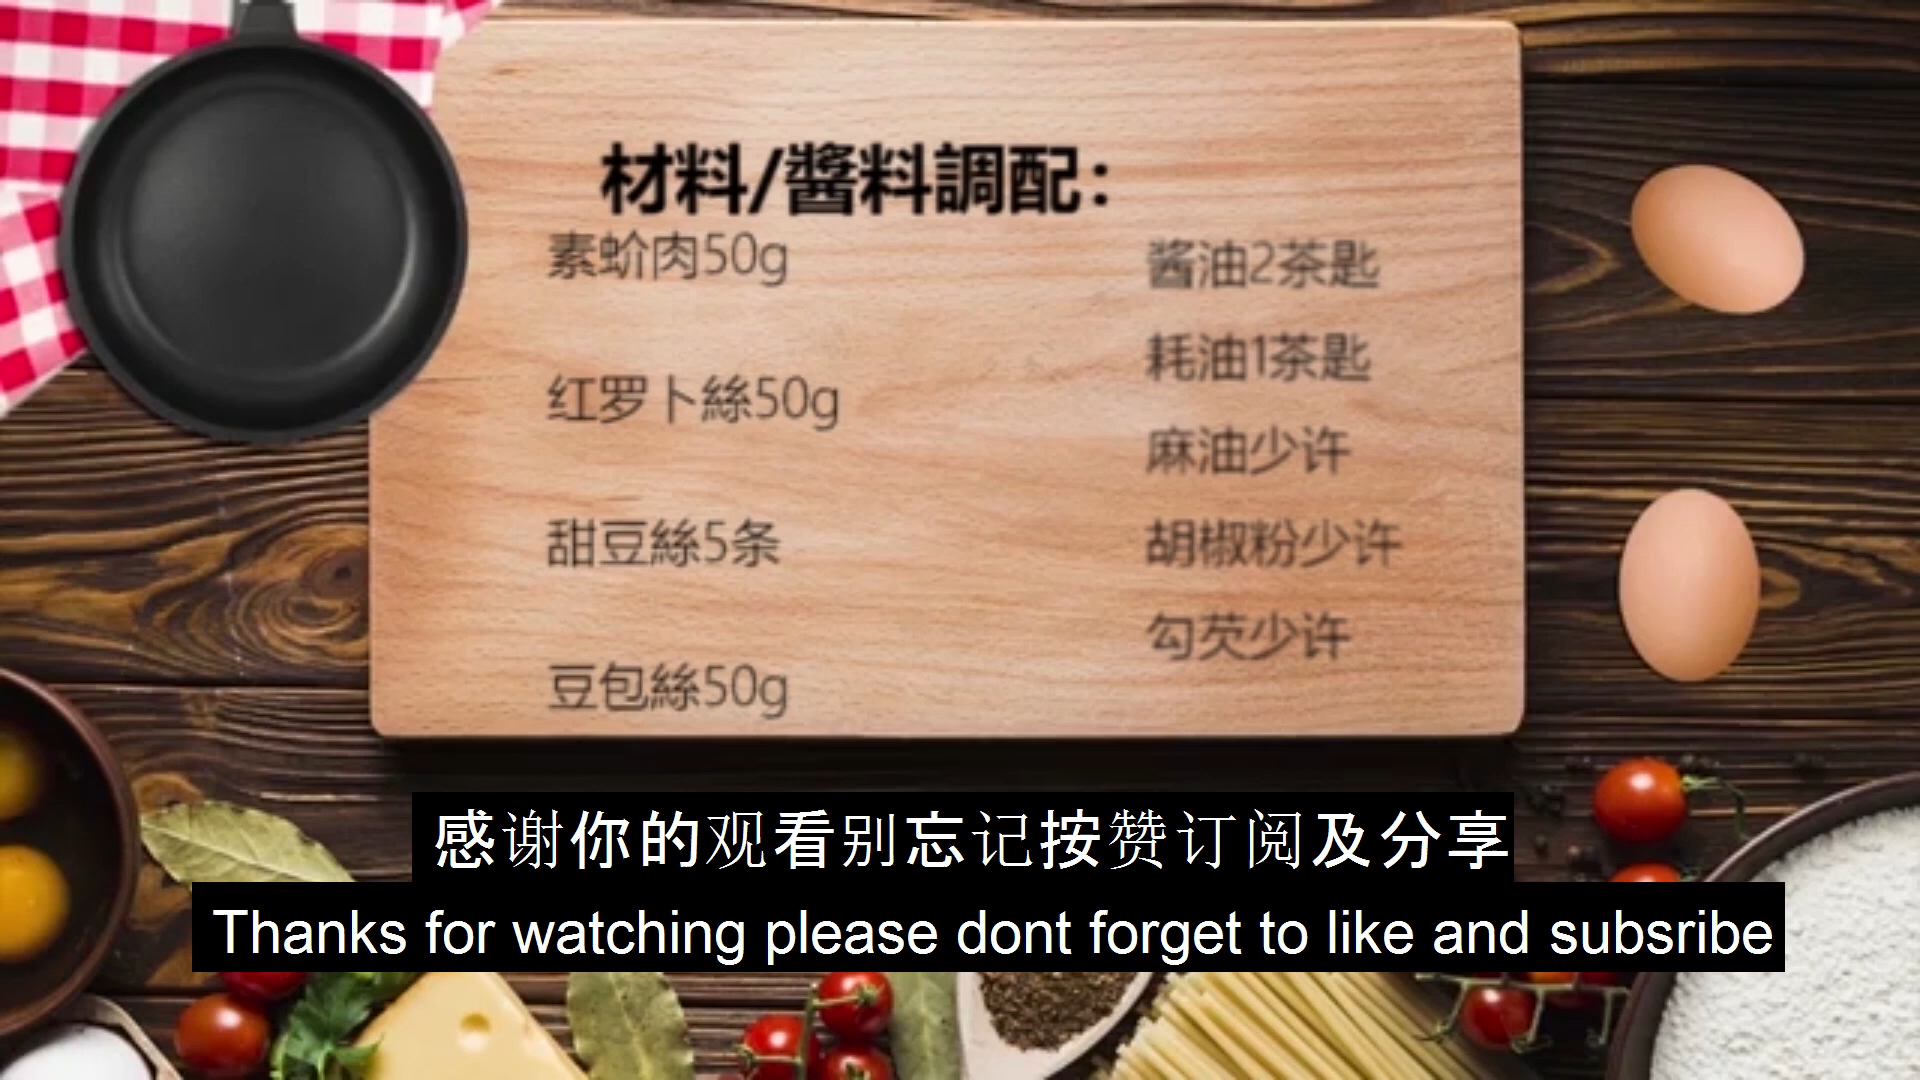 材料/醬料調配：
素蚧肉50g
红罗卜絲50g
甜豆絲5条
豆包絲50g
酱油2茶匙
耗油1茶匙
麻油少许
胡椒粉少许
勾芡少许
感谢你的观看别忘记按赞订阅及分享
Thanks for watching please dont forget to like and subsribe